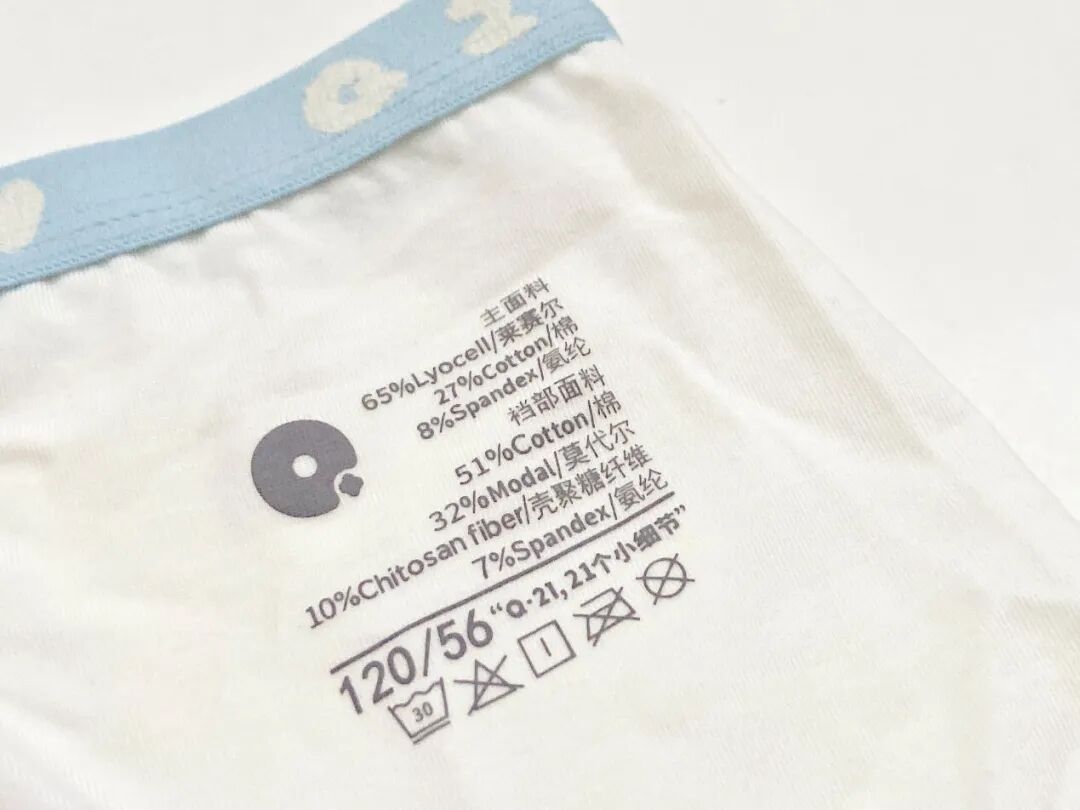 主面料
65%Lyocell/莱赛尔
27%Cotton/棉
8%Spandex/氨纶
裆部面料
51%Cotton/棉
32%Modal/莫代尔
10%Chitosan fiber/壳聚糖纤维
7%Spandex/氨纶
120/56 “Q·21,21个小细节”
30